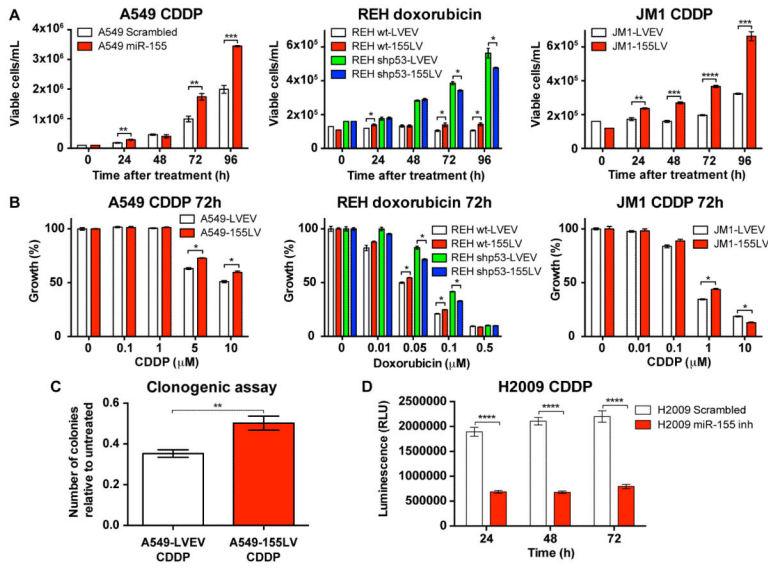 A
A549 CDDP
A549 Scrambled
A549 miR-155
Viable cells/mL
4x10⁶
3x10⁶
2x10⁶
1x10⁶
0
**
**
***
0 24 48 72 96
Time after treatment (h)
REH doxorubicin
REH wt-LVEV
REH wt-155LV
REH shp53-LVEV
REH shp53-155LV
Viable cells/mL
6x10⁵
4x10⁵
2x10⁵
0
* * * * *
0 24 48 72 96
Time after treatment (h)
JM1 CDDP
JM1-LVEV
JM1-155LV
Viable cells/mL
8x10⁵
6x10⁵
4x10⁵
2x10⁵
0
** *** **** ***
0 24 48 72 96
Time after treatment (h)
B
A549 CDDP 72h
A549-LVEV
A549-155LV
Growth (%)
100
50
0
* *
0 0.1 1 5 10
CDDP (μM)
REH doxorubicin 72h
REH wt-LVEV
REH wt-155LV
REH shp53-LVEV
REH shp53-155LV
Growth (%)
100
50
0
* * * *
0 0.01 0.05 0.1 0.5
Doxorubicin (μM)
JM1 CDDP 72h
JM1-LVEV
JM1-155LV
Growth (%)
100
50
0
* *
0 0.01 0.1 1 10
CDDP (μM)
C
Clonogenic assay
Number of colonies
relative to untreated
0.6
0.4
0.2
0.0
**
A549-LVEV A549-155LV
CDDP CDDP
D
H2009 CDDP
H2009 Scrambled
H2009 miR-155 inh
Luminescence (RLU)
2500000
2000000
1500000
1000000
500000
0
**** **** ****
24 48 72
Time (h)